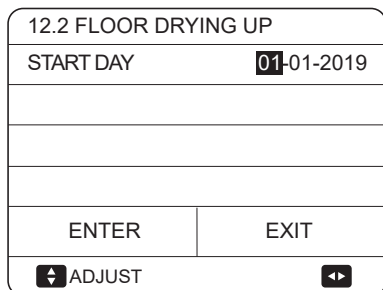 12.2 FLOOR DRYING UP
START DAY 01-01-2019
ENTER EXIT
ADJUST